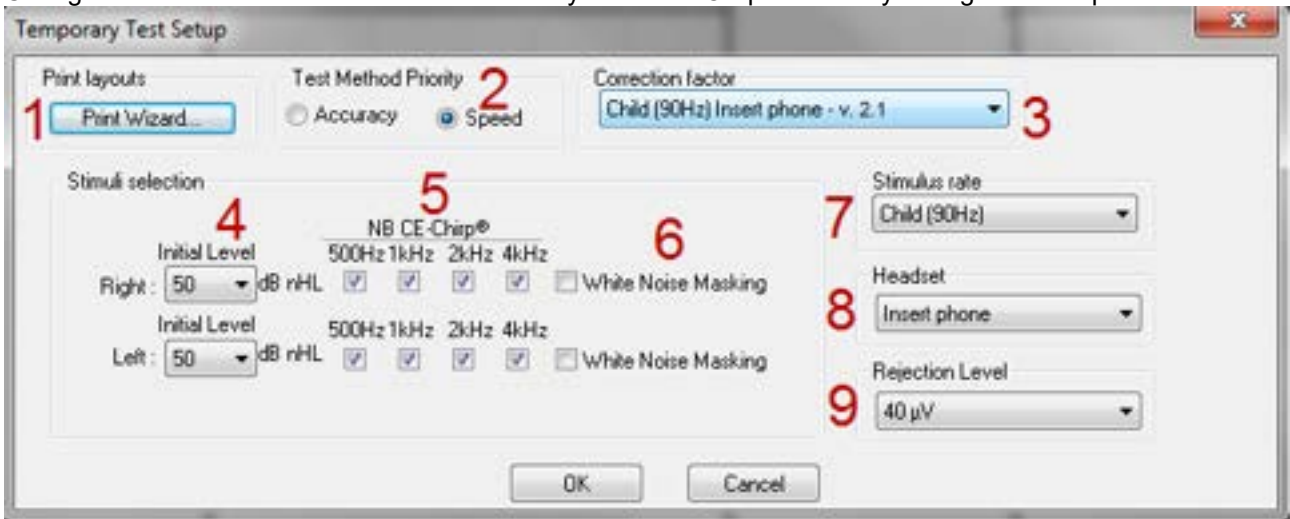 Temporary Test Setup
Print layouts
Test Method Priority
2
Correction factor
1
Print Wizard...
Accuracy
Speed
Child (90Hz) Insert phone - v. 2.1
3
Stimuli selection
5
Stimulus rate
4
NB CE-Chirp®
6
7
Child (90Hz)
Initial Level
500Hz 1kHz 2kHz 4kHz
Right : 50 dB nHL
White Noise Masking
Headset
8
Insert phone
Initial Level
500Hz 1kHz 2kHz 4kHz
Left : 50 dB nHL
White Noise Masking
Rejection Level
9
40 µV
OK
Cancel